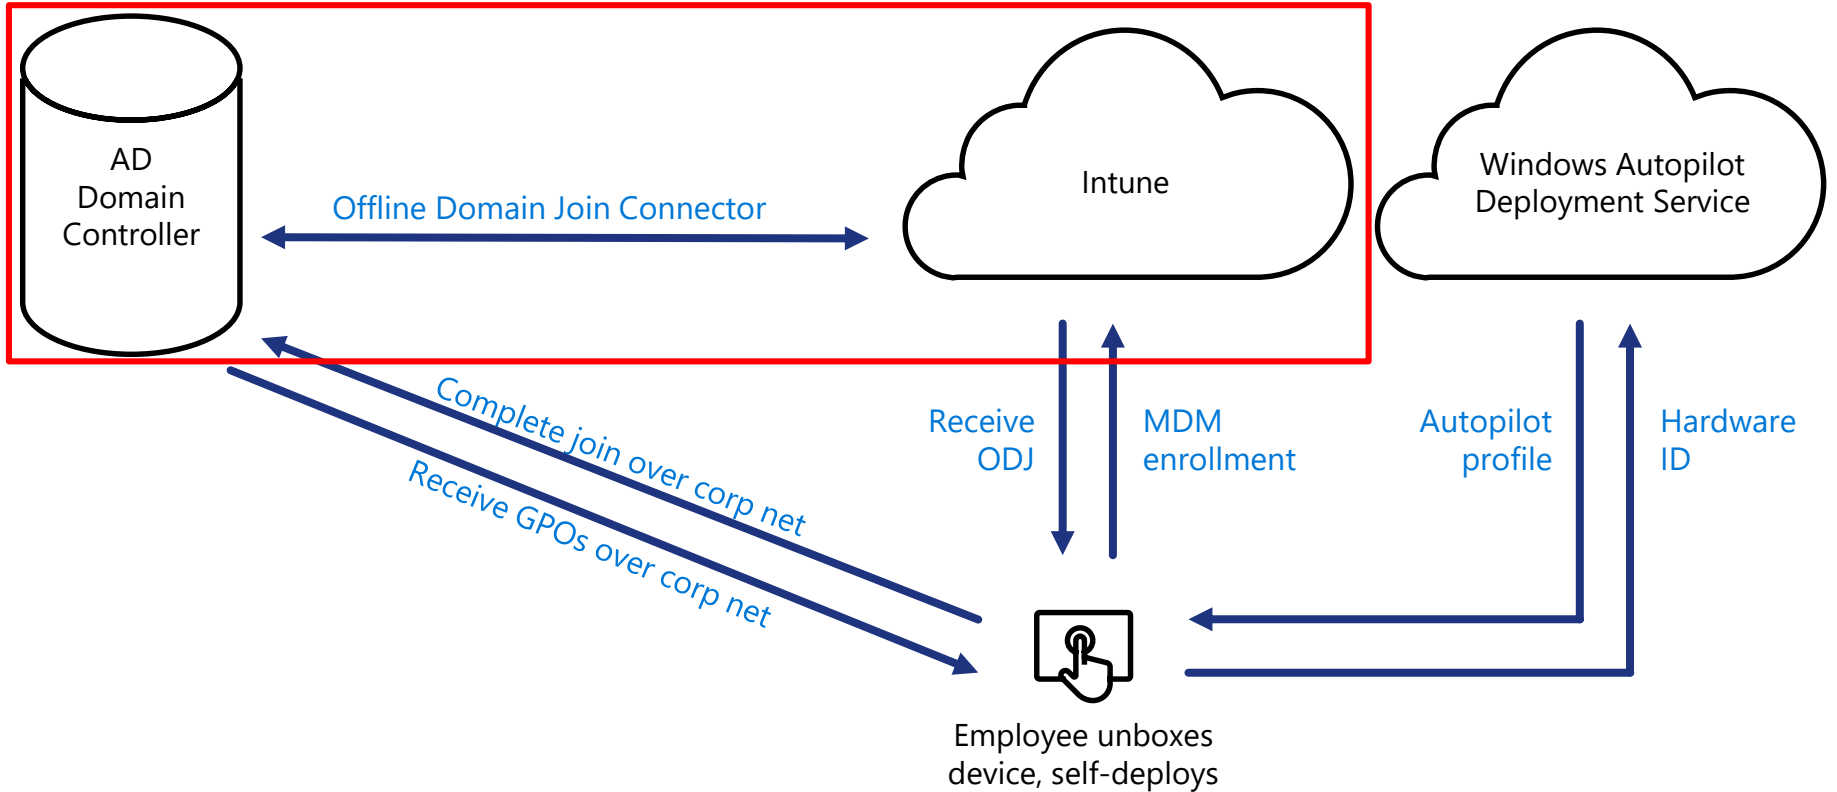 AD
Domain
Controller
Offline Domain Join Connector
Intune
Windows Autopilot
Deployment Service
Complete join over corp net
Receive GPOs over corp net
Receive
ODJ
MDM
enrollment
Autopilot
profile
Hardware
ID
Employee unboxes
device, self-deploys